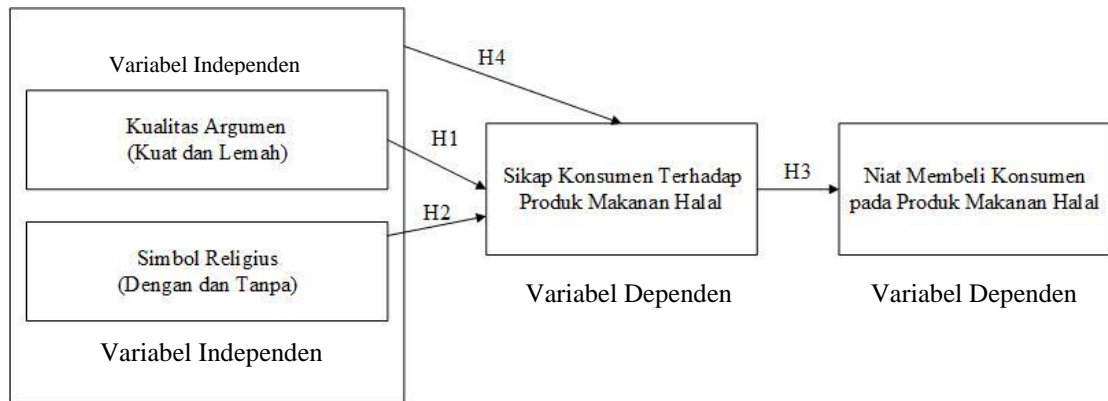 Variabel Independen
Kualitas Argumen
(Kuat dan Lemah)
Simbol Religius
(Dengan dan Tanpa)
Variabel Independen
H4
H1
H2
Sikap Konsumen Terhadap
Produk Makanan Halal
Variabel Dependen
H3
Niat Membeli Konsumen
pada Produk Makanan Halal
Variabel Dependen